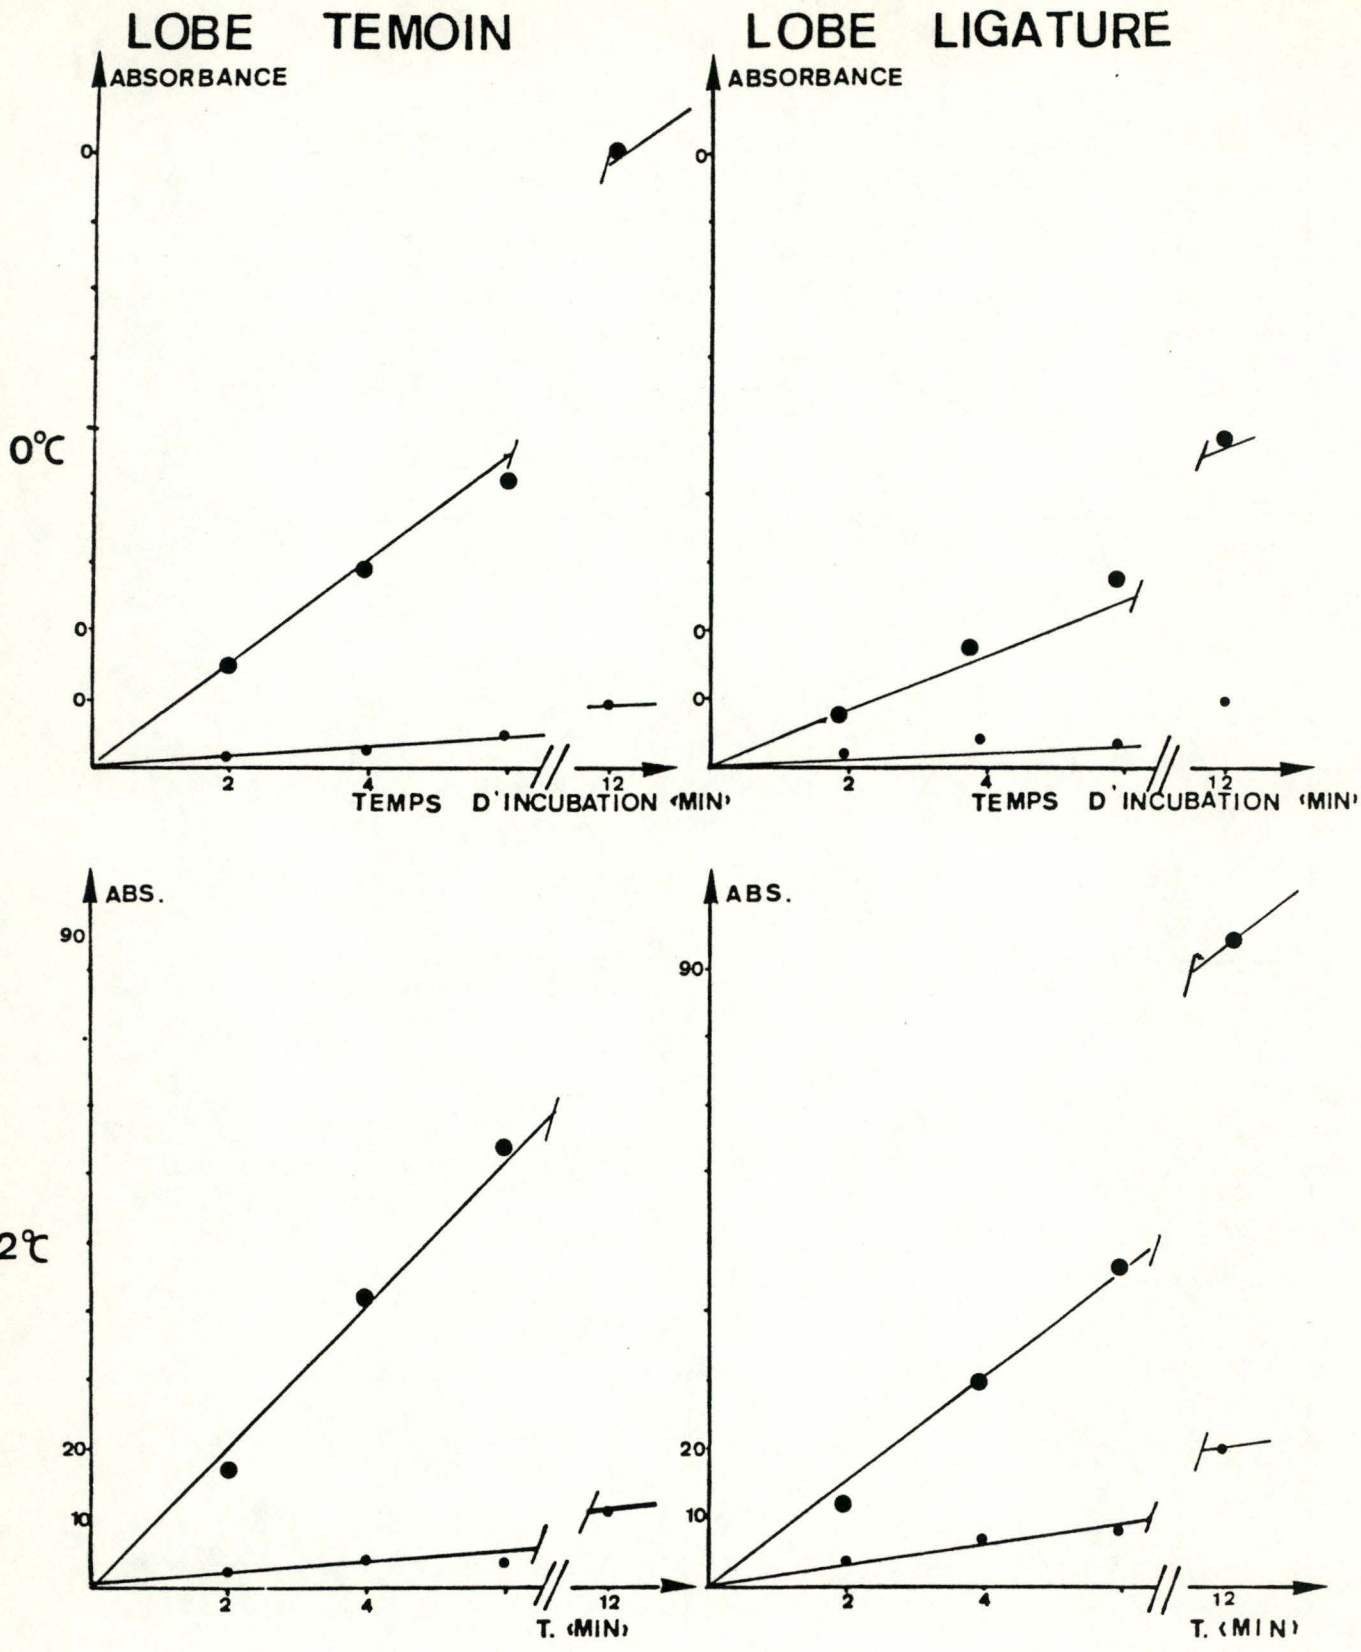 LOBE TEMOIN
LOBE LIGATURE
ABSORBANCE
0
0°C
0
0
2 4 12
TEMPS D'INCUBATION (MIN)
ABSORBANCE
0
0
0
2 4 12
TEMPS D'INCUBATION (MIN)
ABS.
90
2°C
20
10
2 4 12
T. (MIN)
ABS.
90
20
10
2 4 12
T. (MIN)